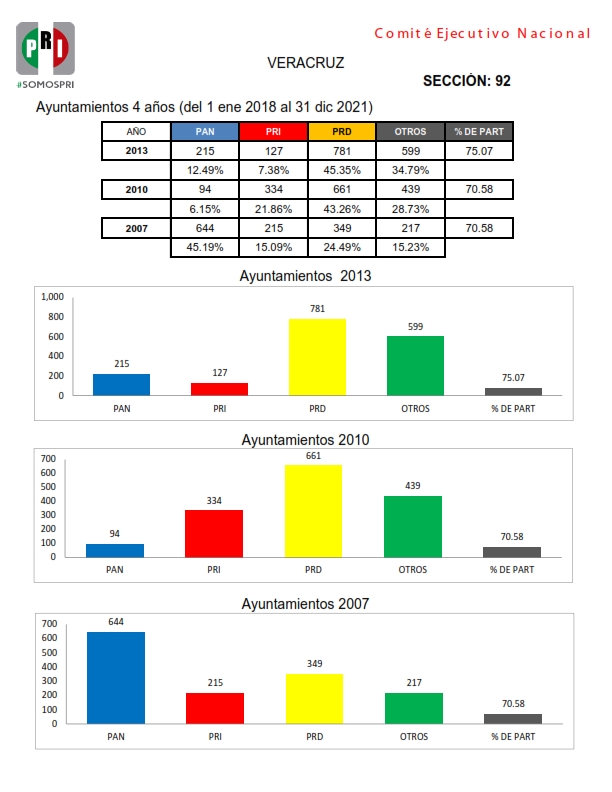 PRI
#SOMOSPRI
Comité Ejecutivo Nacional
VERACRUZ
SECCIÓN: 92
Ayuntamientos 4 años (del 1 ene 2018 al 31 dic 2021)
AÑO PAN PRI PRD OTROS % DE PART
2013 215 127 781 599 75.07
12.49% 7.38% 45.35% 34.79%
2010 94 334 661 439 70.58
6.15% 21.86% 43.26% 28.73%
2007 644 215 349 217 70.58
45.19% 15.09% 24.49% 15.23%
Ayuntamientos 2013
1,000
800
600
400
200
0
215
127
781
599
75.07
PAN PRI PRD OTROS % DE PART
Ayuntamientos 2010
700
600
500
400
300
200
100
0
94
334
661
439
70.58
PAN PRI PRD OTROS % DE PART
Ayuntamientos 2007
700
600
500
400
300
200
100
0
644
215
349
217
70.58
PAN PRI PRD OTROS % DE PART